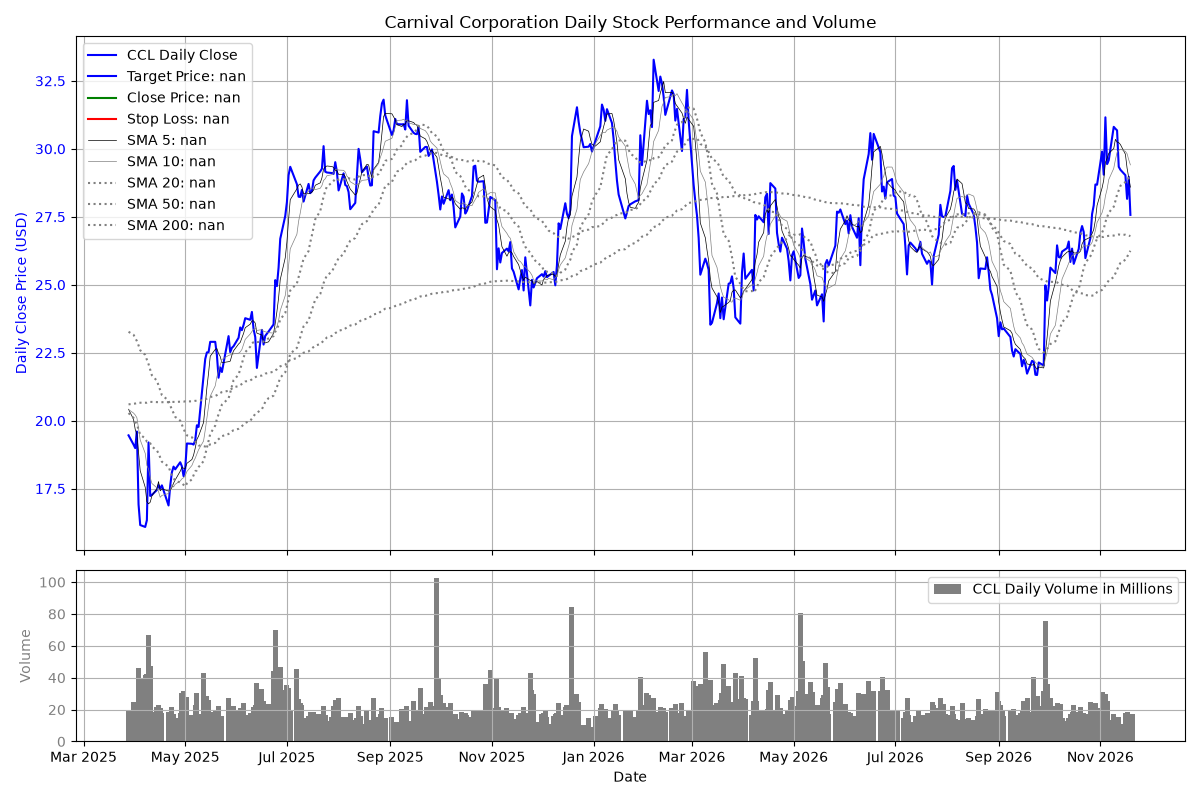 Carnival Corporation Daily Stock Performance and Volume
CCL Daily Close
Target Price: nan
Close Price: nan
Stop Loss: nan
SMA 5: nan
SMA 10: nan
SMA 20: nan
SMA 50: nan
SMA 200: nan
32.5
30.0
27.5
25.0
22.5
20.0
17.5
Daily Close Price (USD)
CCL Daily Volume in Millions
100
80
60
40
20
0
Volume
Mar 2025 May 2025 Jul 2025 Sep 2025 Nov 2025 Jan 2026 Mar 2026 May 2026 Jul 2026 Sep 2026 Nov 2026
Date